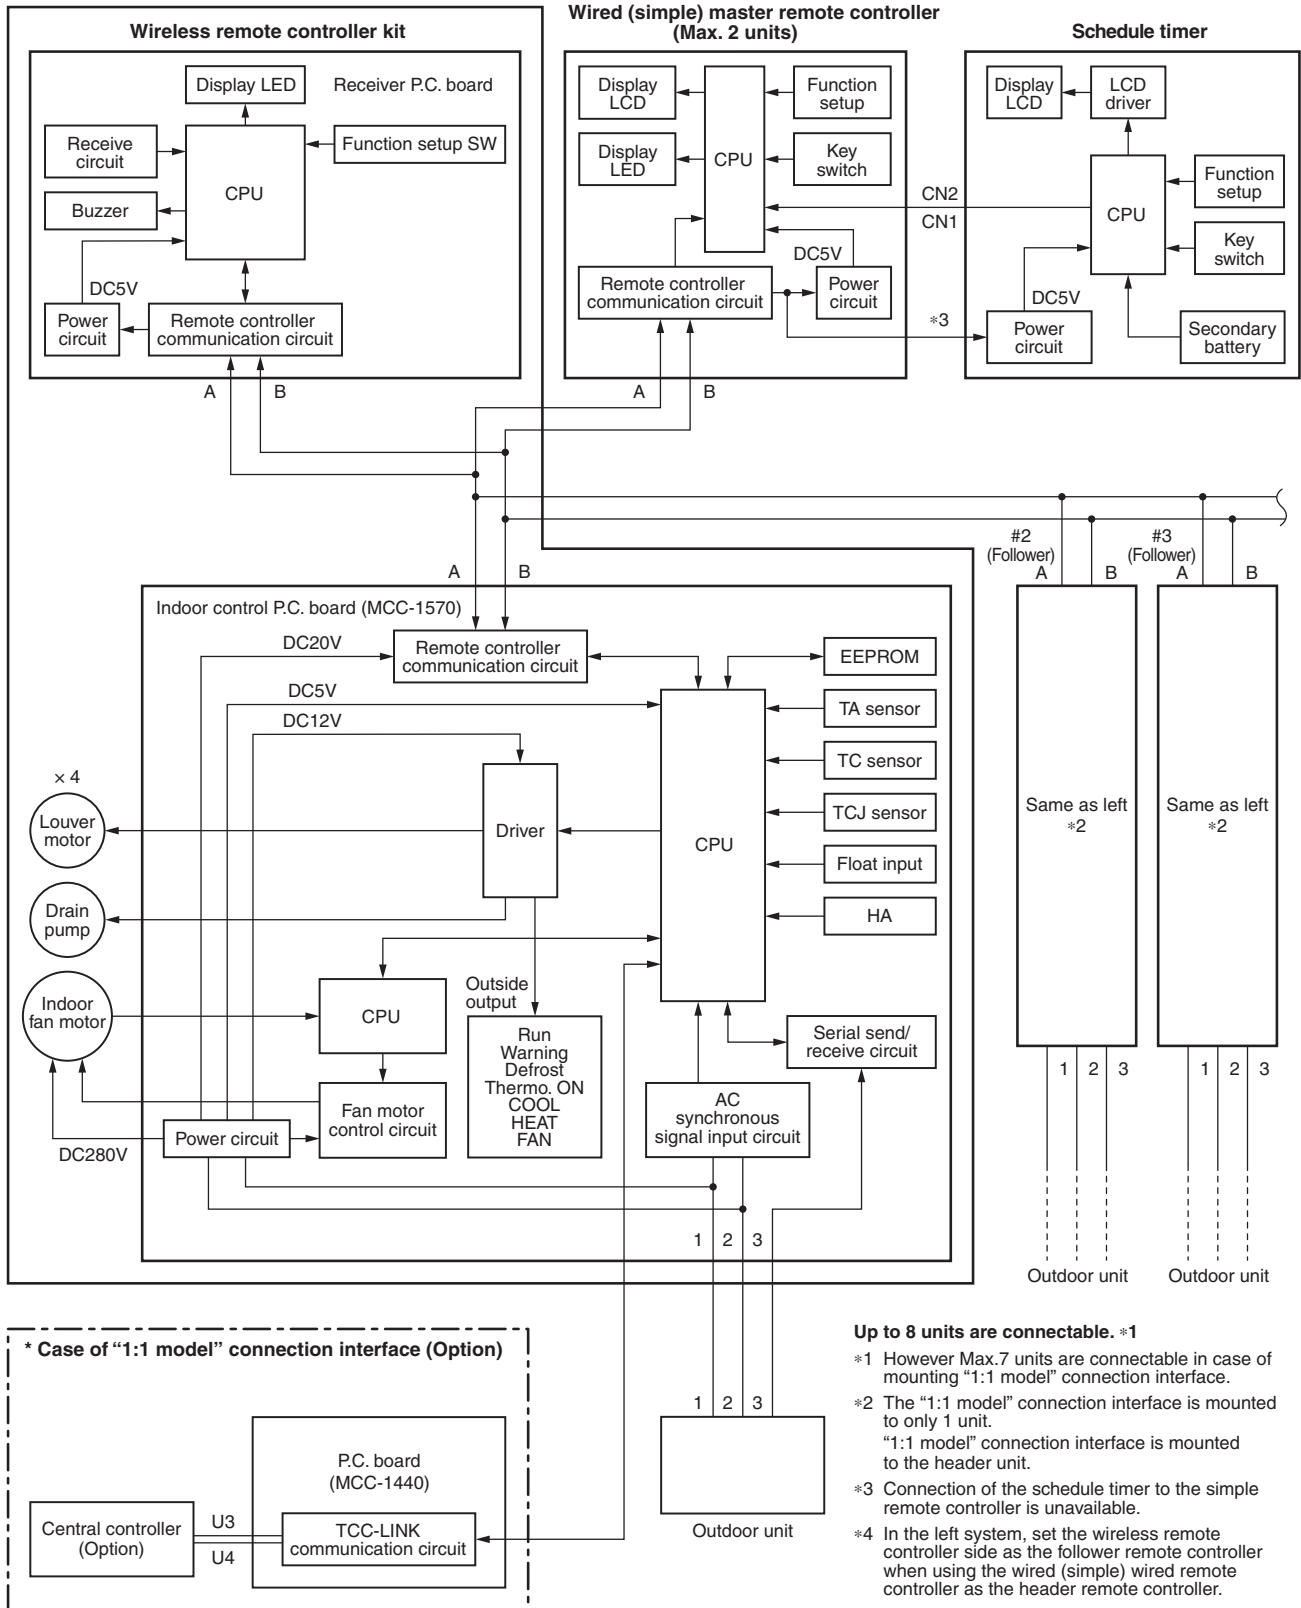 Wireless remote controller kit
Wired (simple) master remote controller
(Max. 2 units)
Schedule timer
Display LED
Receiver P.C. board
Receive
circuit
Function setup SW
CPU
Buzzer
DC5V
Power
circuit
Remote controller
communication circuit
A
B
Display
LCD
Function
setup
CPU
Display
LED
Key
switch
DC5V
Remote controller
communication circuit
Power
circuit
A
B
CN2
CN1
*3
Display
LCD
LCD
driver
Function
setup
CPU
Key
switch
DC5V
Power
circuit
Secondary
battery
#2
(Follower)
A
B
#3
(Follower)
A
B
A
B
Indoor control P.C. board (MCC-1570)
DC20V
Remote controller
communication circuit
EEPROM
DC5V
TA sensor
DC12V
TC sensor
× 4
Louver
motor
Driver
CPU
TCJ sensor
Same as left
*2
Same as left
*2
Float input
Drain
pump
HA
Indoor
fan motor
CPU
Outside
output
Run
Warning
Defrost
Thermo. ON
COOL
HEAT
FAN
Serial send/
receive circuit
Fan motor
control circuit
AC
synchronous
signal input circuit
Power circuit
DC280V
1
2
3
1
2
3
1
2
3
Outdoor unit
Outdoor unit
* Case of “1:1 model” connection interface (Option)
P.C. board
(MCC-1440)
Central controller
(Option)
U3
U4
TCC-LINK
communication circuit
1
2
3
Outdoor unit
Up to 8 units are connectable. *1
*1 However Max.7 units are connectable in case of
mounting “1:1 model” connection interface.
*2 The “1:1 model” connection interface is mounted
to only 1 unit.
“1:1 model” connection interface is mounted
to the header unit.
*3 Connection of the schedule timer to the simple
remote controller is unavailable.
*4 In the left system, set the wireless remote
controller side as the follower remote controller
when using the wired (simple) wired remote
controller as the header remote controller.